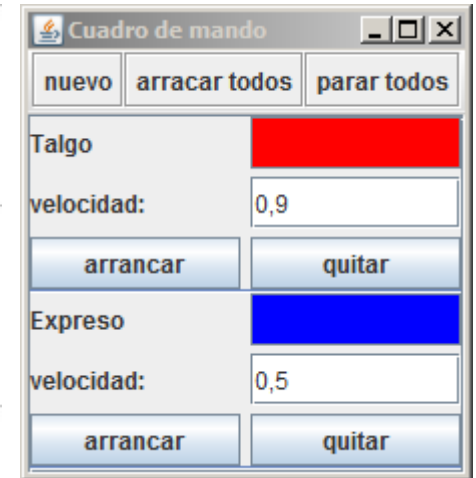 Cuadro de mando
nuevo arracar todos parar todos
Talgo
velocidad: 0,9
arrancar quitar
Expreso
velocidad: 0,5
arrancar quitar